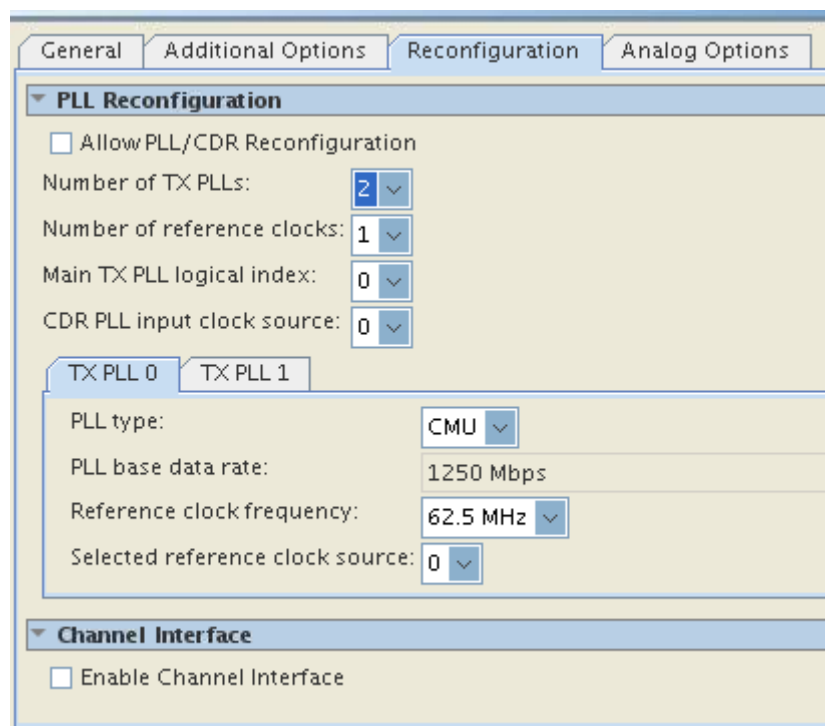 General Additional Options Reconfiguration Analog Options
PLL Reconfiguration
Allow PLL/CDR Reconfiguration
Number of TX PLLs: 2
Number of reference clocks: 1
Main TX PLL logical index: 0
CDR PLL input clock source: 0
TX PLL 0 TX PLL 1
PLL type: CMU
PLL base data rate: 1250 Mbps
Reference clock frequency: 62.5 MHz
Selected reference clock source: 0
Channel Interface
Enable Channel Interface